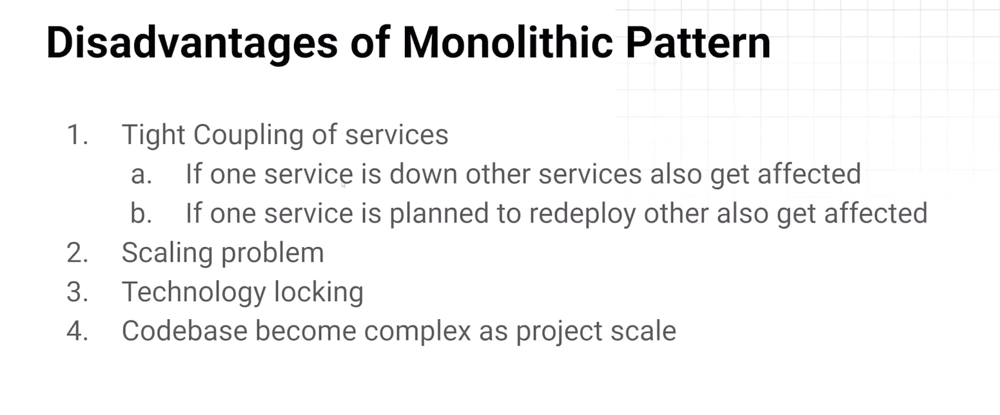 Disadvantages of Monolithic Pattern
1. Tight Coupling of services
a. If one service is down other services also get affected
b. If one service is planned to redeploy other also get affected
2. Scaling problem
3. Technology locking
4. Codebase become complex as project scale